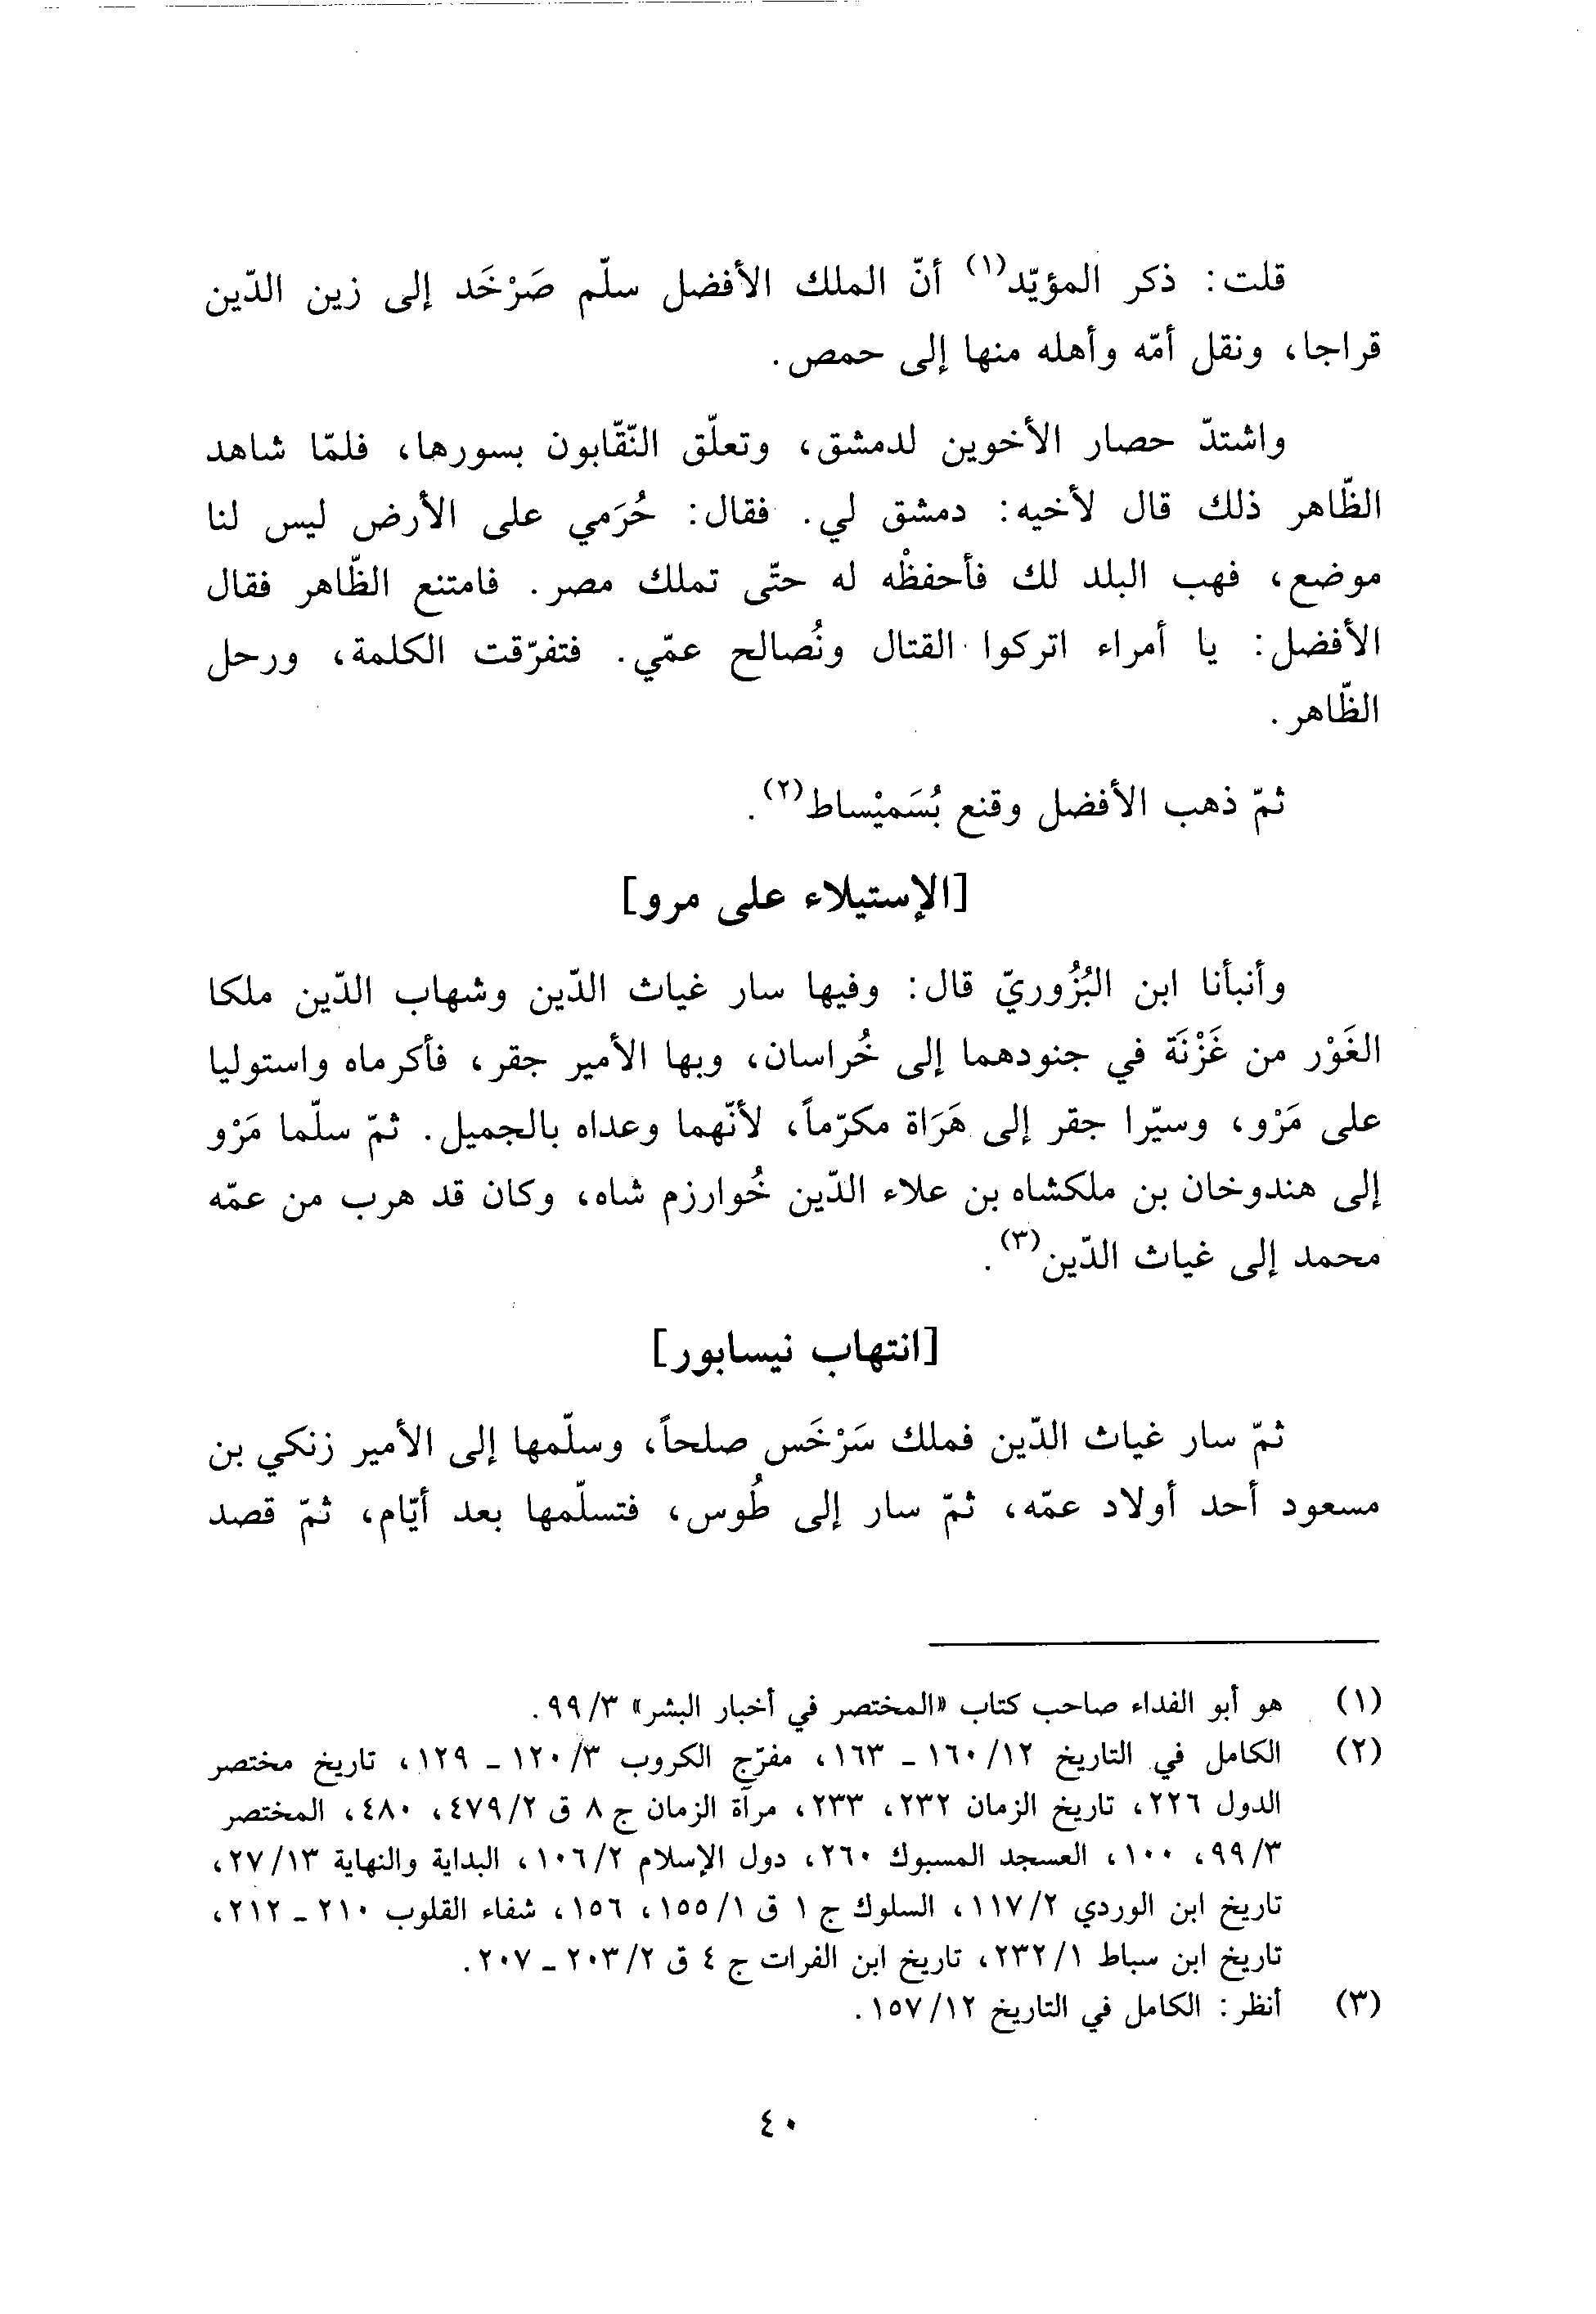 قلت: ذكر المؤيّد(١) أنّ الملك الأفضل سلّم صَرْخَد إلى زين الدّين
قراجا، ونقل أمّه وأهله منها إلى حمص.
واشتدّ حصار الأخوين لدمشق، وتعلّق النّقّابون بسورها، فلمّا شاهد
الظّاهر ذلك قال لأخيه: دمشق لي. فقال: حُرَمي على الأرض ليس لنا
موضع، فهب البلد لك فأحفظْه له حتّى تملك مصر. فامتنع الظّاهر فقال
الأفضل: يا أمراء اتركوا القتال ونُصالح عمّي. فتفرّقت الكلمة، ورحل
الظّاهر.
ثمّ ذهب الأفضل وقنع بُسَميْساط(٢).
[الإستيلاء على مرو]
وأنبأنا ابن البُزُوريّ قال: وفيها سار غياث الدّين وشهاب الدّين ملكا
الغَوْر من غَزْنَة في جنودهما إلى خُراسان، وبها الأمير جقر، فأكرماه واستوليا
على مَرْو، وسيّرا جقر إلى هَرَاة مكرّماً، لأنّهما وعداه بالجميل. ثمّ سلّما مَرْو
إلى هندوخان بن ملكشاه بن علاء الدّين خُوارزم شاه، وكان قد هرب من عمّه
محمد إلى غياث الدّين(٣).
[انتهاب نيسابور]
ثمّ سار غياث الدّين فملك سَرْخَس صلحاً، وسلّمها إلى الأمير زنكي بن
مسعود أحد أولاد عمّه، ثمّ سار إلى طُوس، فتسلّمها بعد أيّام، ثمّ قصد
(١) هو أبو الفداء صاحب كتاب «المختصر في أخبار البشر» ٩٩/٣.
(٢) الكامل في التاريخ ١٦٠/١٢ ـ ١٦٣، مفرّج الكروب ١٢٠/٣ ـ ١٢٩، تاريخ مختصر
الدول ٢٢٦، تاريخ الزمان ٢٣٢، ٢٣٣، مرآة الزمان ج ٨ ق ٤٧٩/٢، ٤٨٠، المختصر
٩٩/٣، ١٠٠، العسجد المسبوك ٢٦٠، دول الإسلام ١٠٦/٢، البداية والنهاية ٢٧/١٣،
تاريخ ابن الوردي ١١٧/٢، السلوك ج ١ ق ١٥٥/١، ١٥٦، شفاء القلوب ٢١٠ ـ ٢١٢،
تاريخ ابن سباط ٢٣٢/١، تاريخ ابن الفرات ج ٤ ق ٢٠٣/٢ ـ ٢٠٧.
(٣) أنظر: الكامل في التاريخ ١٥٧/١٢.
٤٠